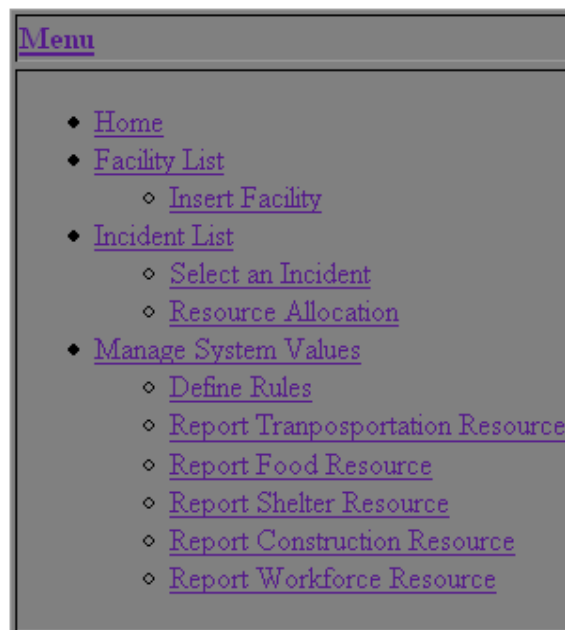 Menu
Home
Facility List
Insert Facility
Incident List
Select an Incident
Resource Allocation
Manage System Values
Define Rules
Report Tranposportation Resource
Report Food Resource
Report Shelter Resource
Report Construction Resource
Report Workforce Resource